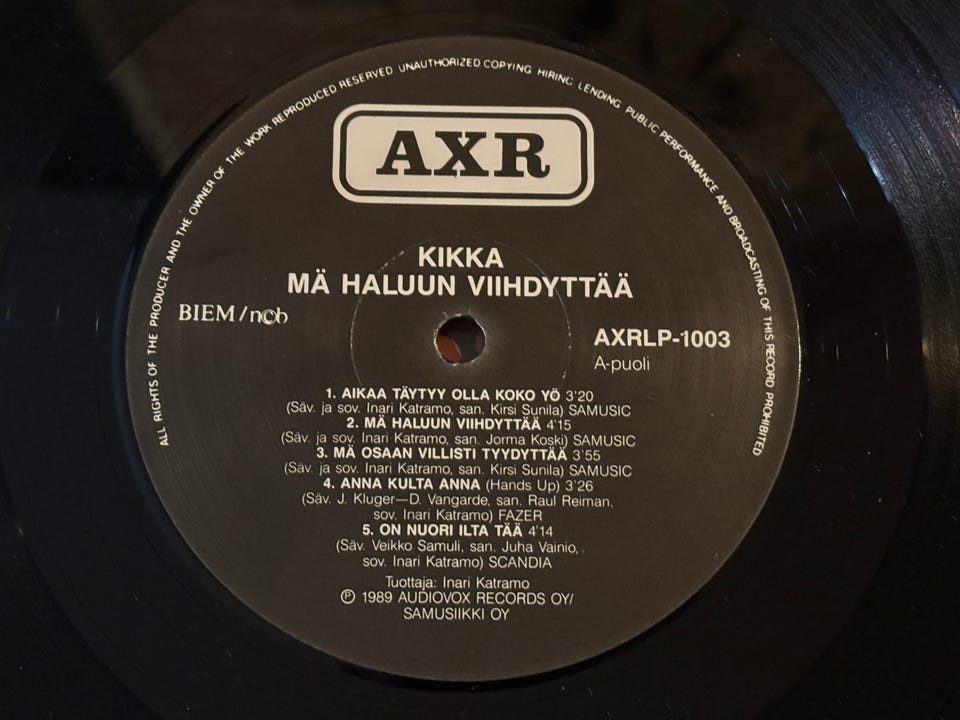 ALL RIGHTS OF THE PRODUCER AND THE OWNER OF THE WORK REPRODUCED RESERVED UNAUTHORIZED COPYING HIRING LENDING PUBLIC PERFORMANCE AND BROADCASTING OF THIS RECORD PROHIBITED
AXR
KIKKA
MÄ HALUUN VIIHDYTTÄÄ
BIEM/n©b
AXRLP-1003
A-puoli
1. AIKAA TÄYTYY OLLA KOKO YÖ 3'20
(Säv. ja sov. Inari Katramo, san. Kirsi Sunila) SAMUSIC
2. MÄ HALUUN VIIHDYTTÄÄ 4'15
(Säv. ja sov. Inari Katramo, san. Jorma Koski) SAMUSIC
3. MÄ OSAAN VILLISTI TYYDYTTÄÄ 3'55
(Säv. ja sov. Inari Katramo, san. Kirsi Sunila) SAMUSIC
4. ANNA KULTA ANNA (Hands Up) 3'26
(Säv. J. Kluger—D. Vangarde, san. Raul Reiman,
sov. Inari Katramo) FAZER
5. ON NUORI ILTA TÄÄ 4'14
(Säv. Veikko Samuli, san. Juha Vainio,
sov. Inari Katramo) SCANDIA
Tuottaja: Inari Katramo
℗ 1989 AUDIOVOX RECORDS OY/
SAMUSIIKKI OY